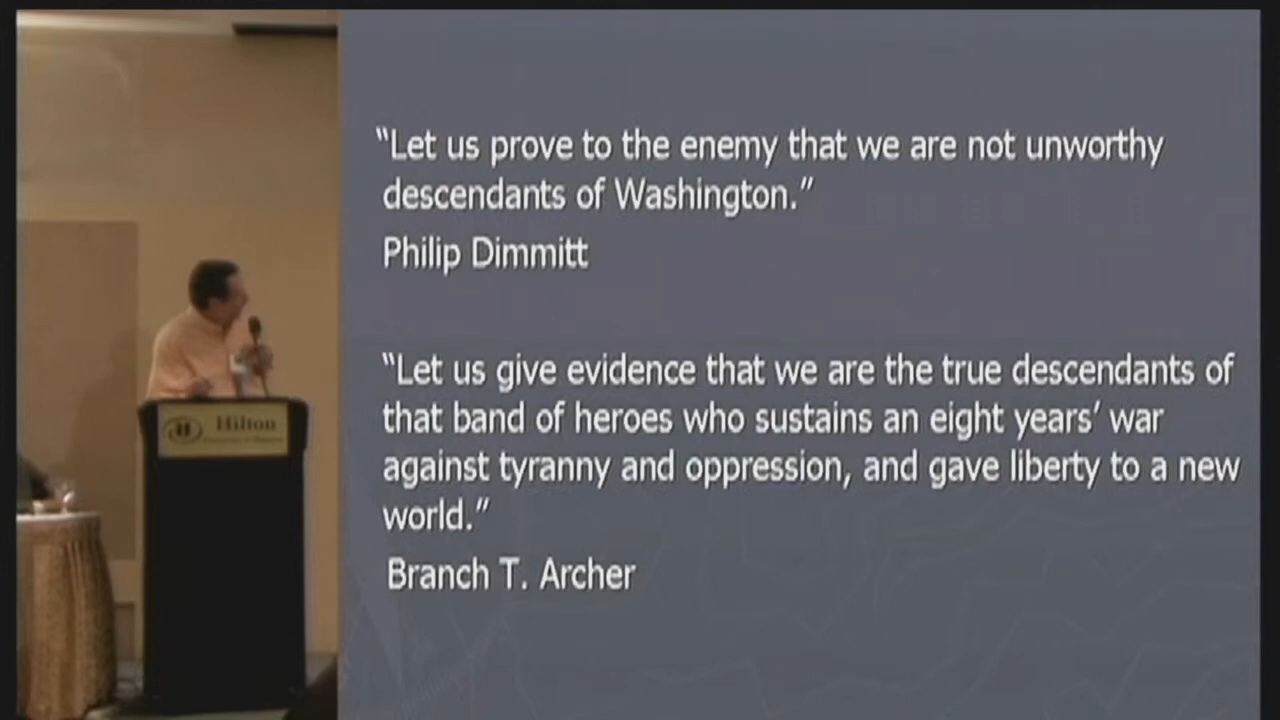 “Let us prove to the enemy that we are not unworthy
descendants of Washington.”
Philip Dimmitt
“Let us give evidence that we are the true descendants of
that band of heroes who sustains an eight years’ war
against tyranny and oppression, and gave liberty to a new
world.”
Branch T. Archer
Hilton